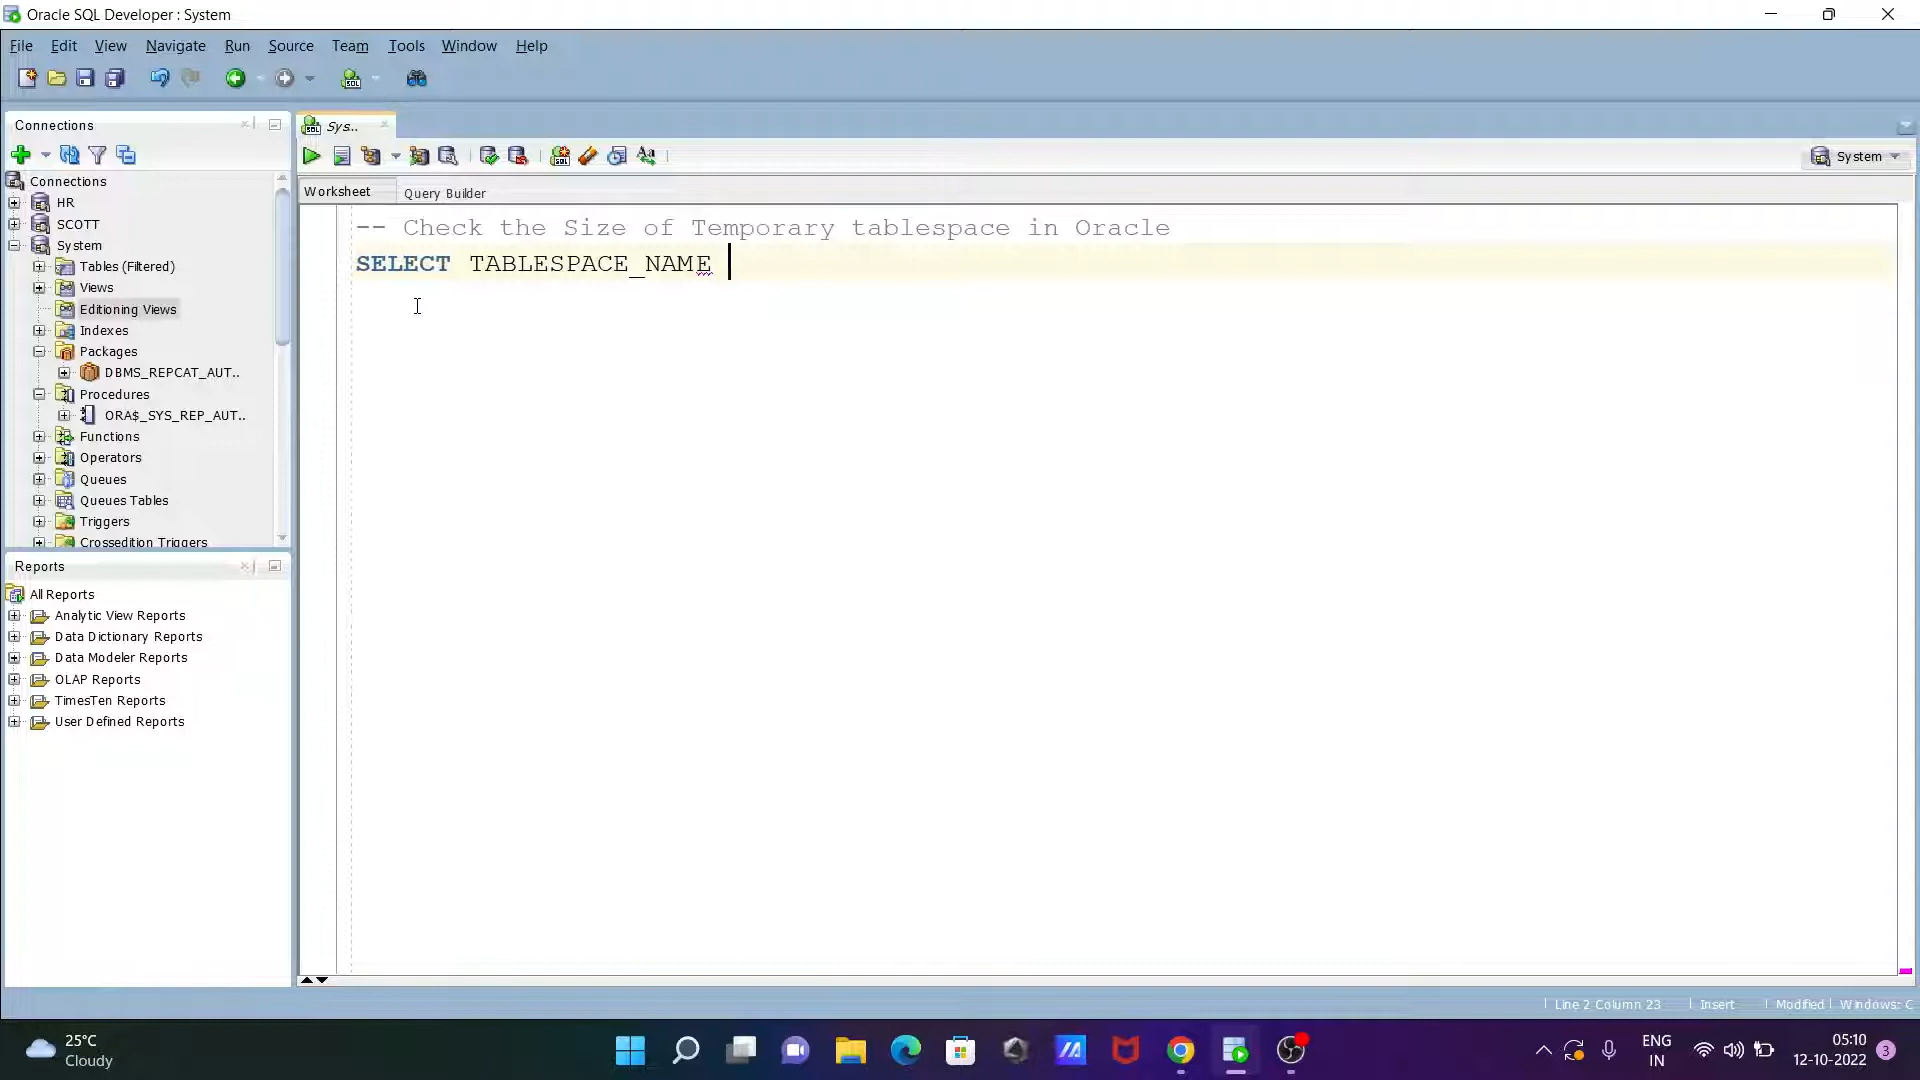 Oracle SQL Developer : System
File Edit View Navigate Run Source Team Tools Window Help
Connections
Sys..
System
Connections
HR
SCOTT
System
Tables (Filtered)
Views
Editioning Views
Indexes
Packages
DBMS_REPCAT_AUT..
Procedures
ORA$_SYS_REP_AUT..
Functions
Operators
Queues
Queues Tables
Triggers
Crossedition Triggers
Worksheet Query Builder
-- Check the Size of Temporary tablespace in Oracle
SELECT TABLESPACE_NAME
Reports
All Reports
Analytic View Reports
Data Dictionary Reports
Data Modeler Reports
OLAP Reports
TimesTen Reports
User Defined Reports
Line 2 Column 23 Insert Modified Windows: C
25°C
Cloudy
ENG
IN
05:10
12-10-2022
3